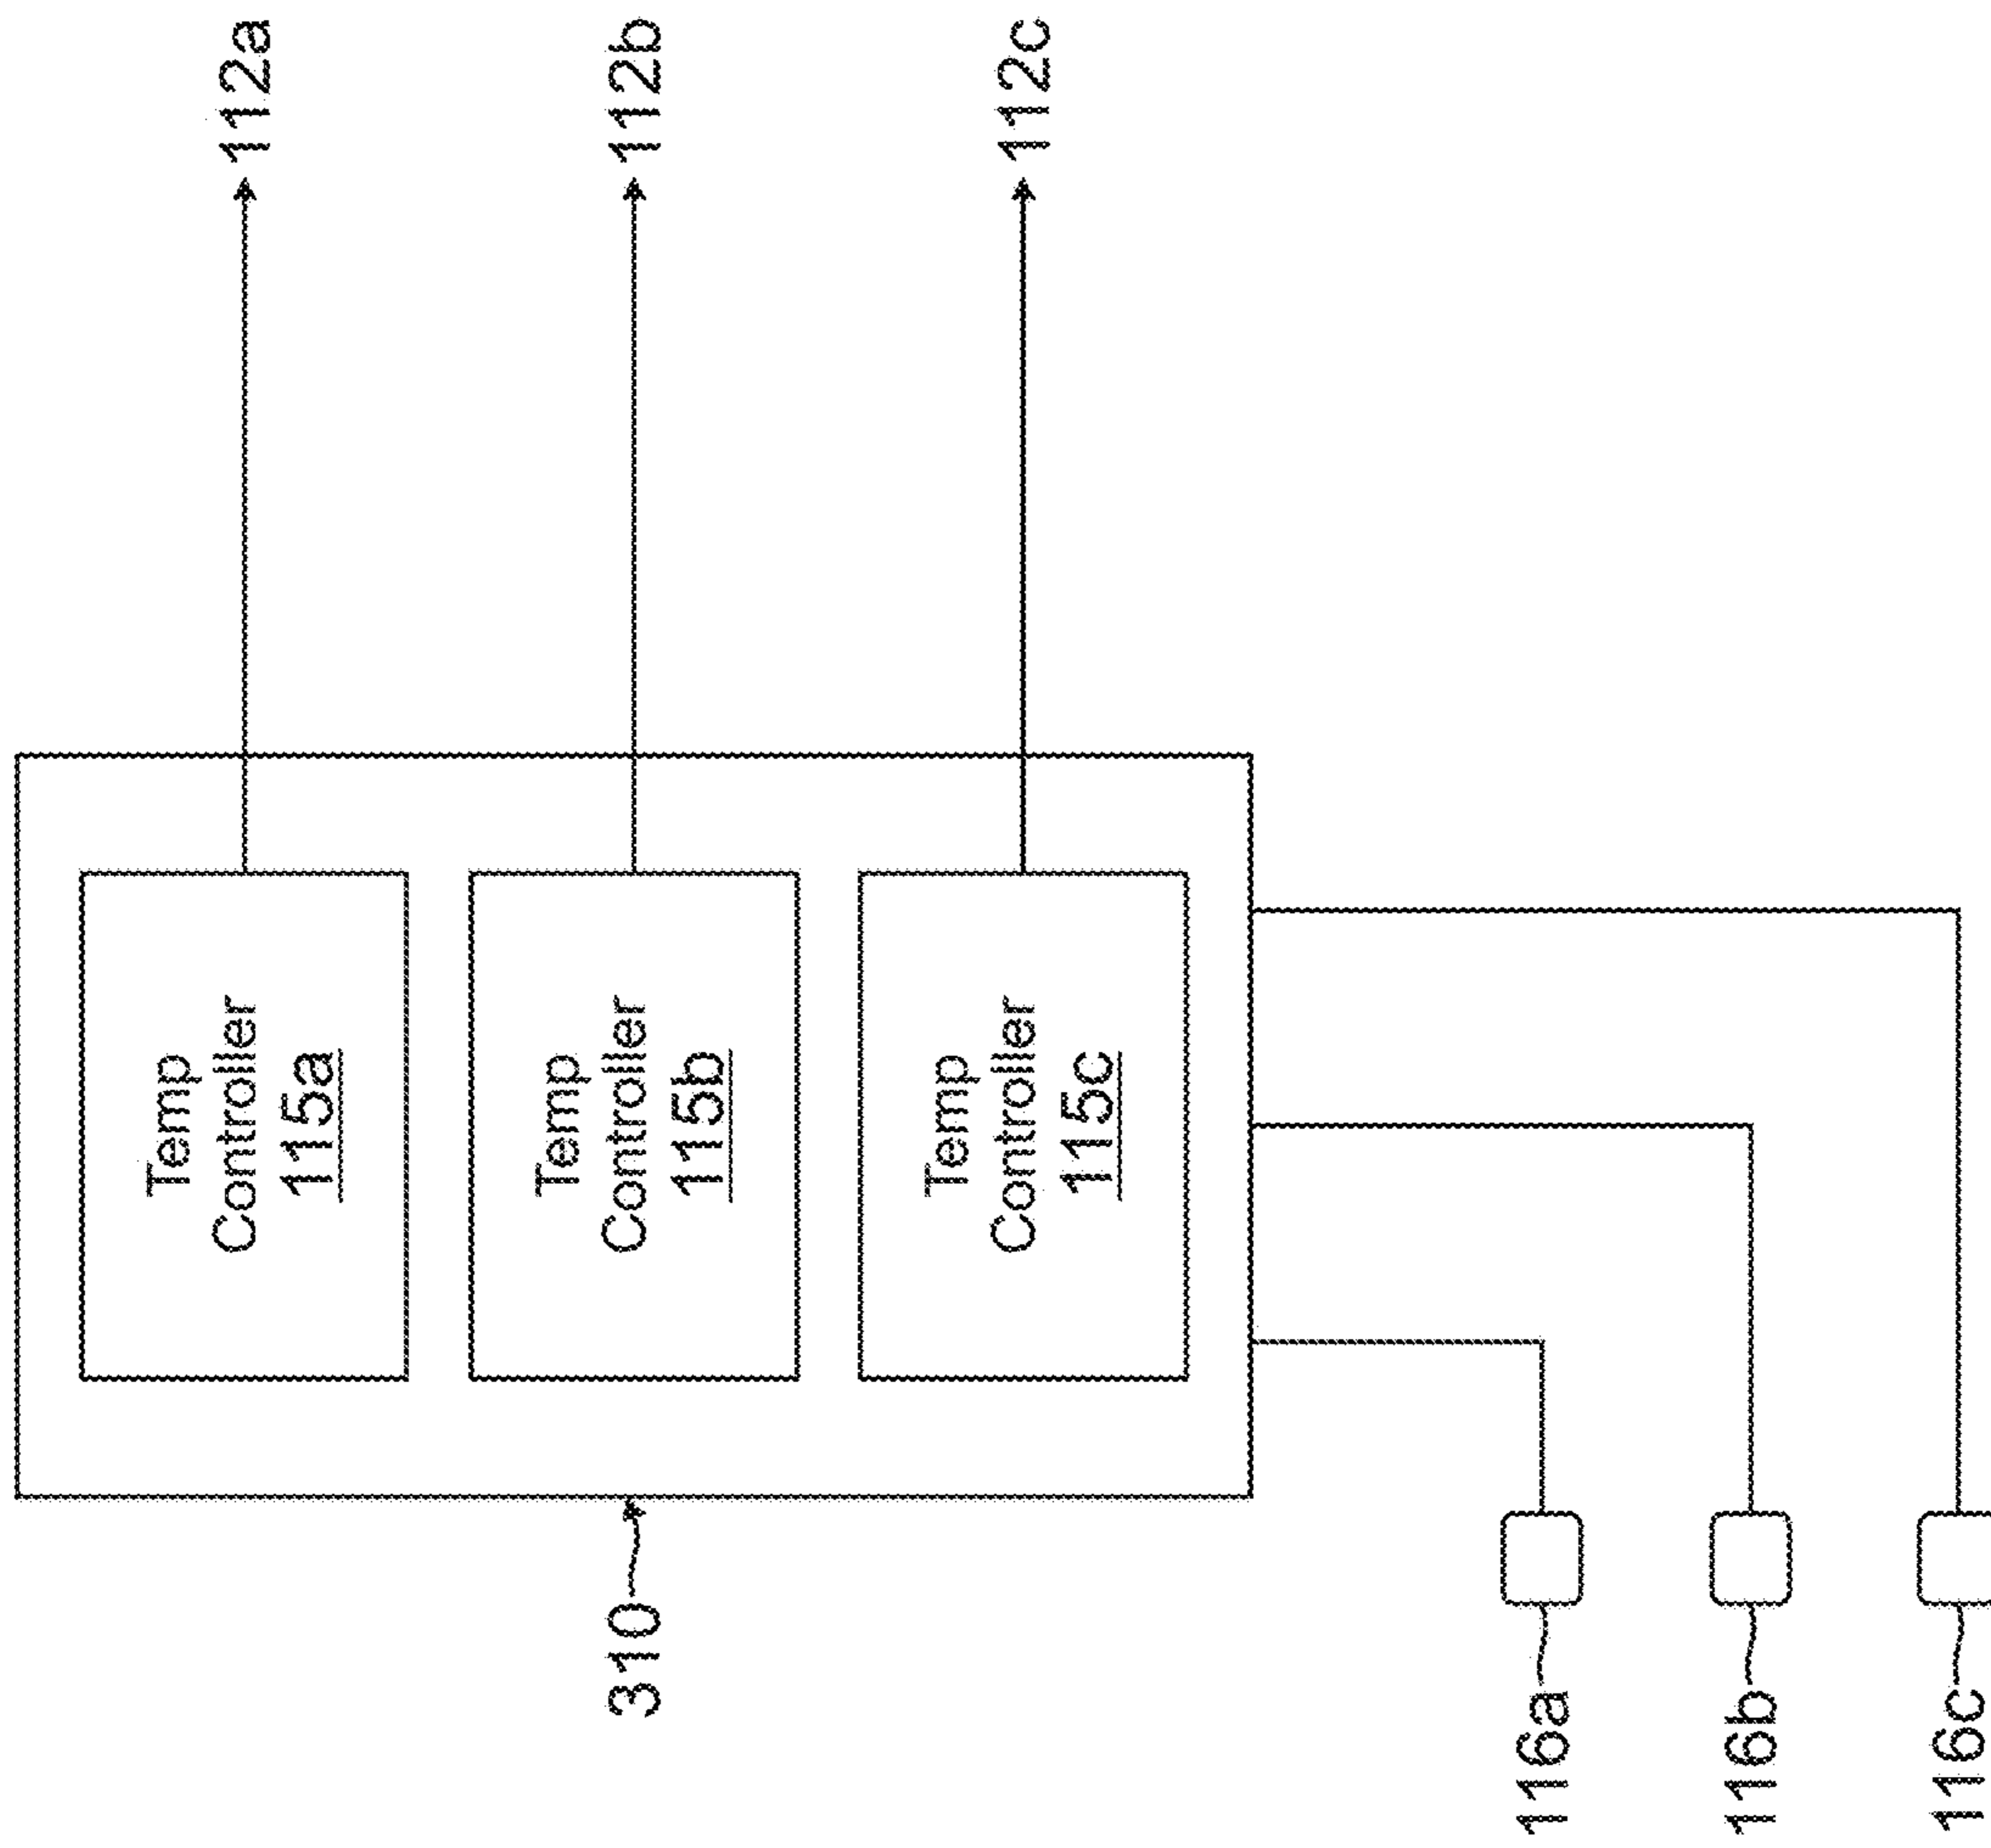 112a
112b
112c
Temp
Controller
115a
Temp
Controller
115b
Temp
Controller
115c
310
116a
116b
116c